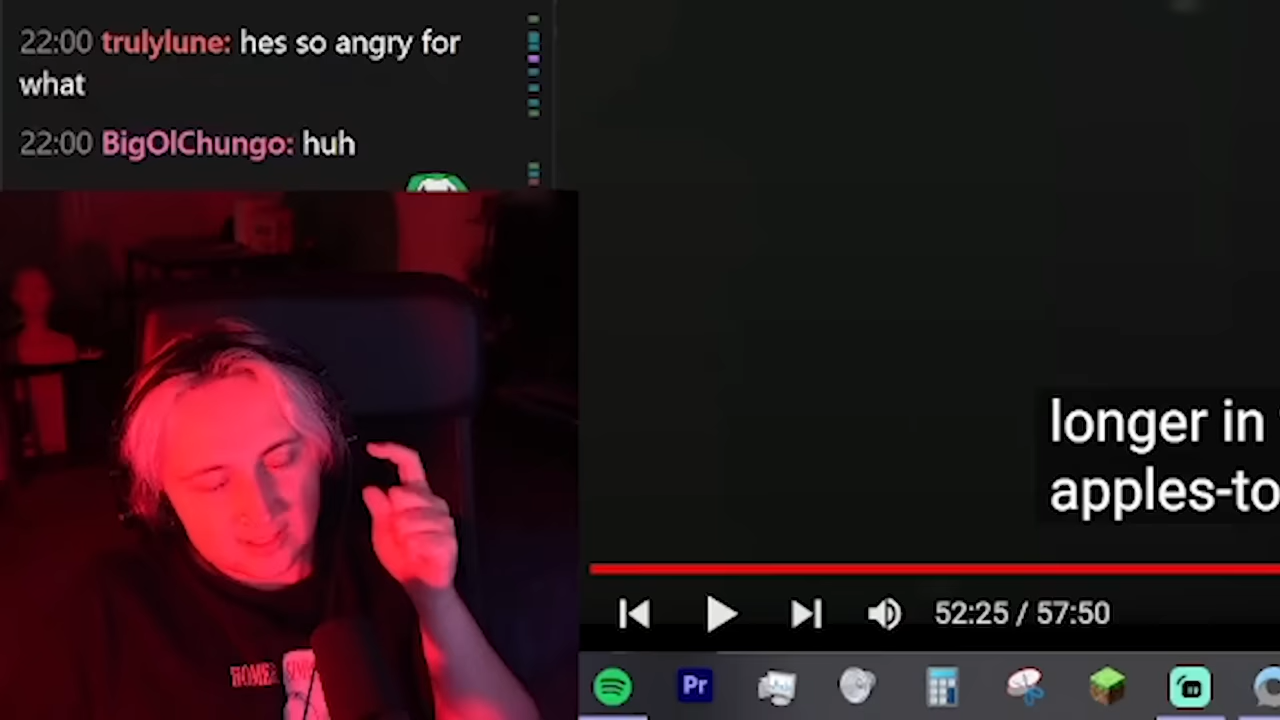 22:00 trulylune: hes so angry for
what
22:00 BigOlChungo: huh
longer in
apples-to
52:25 / 57:50
Pr